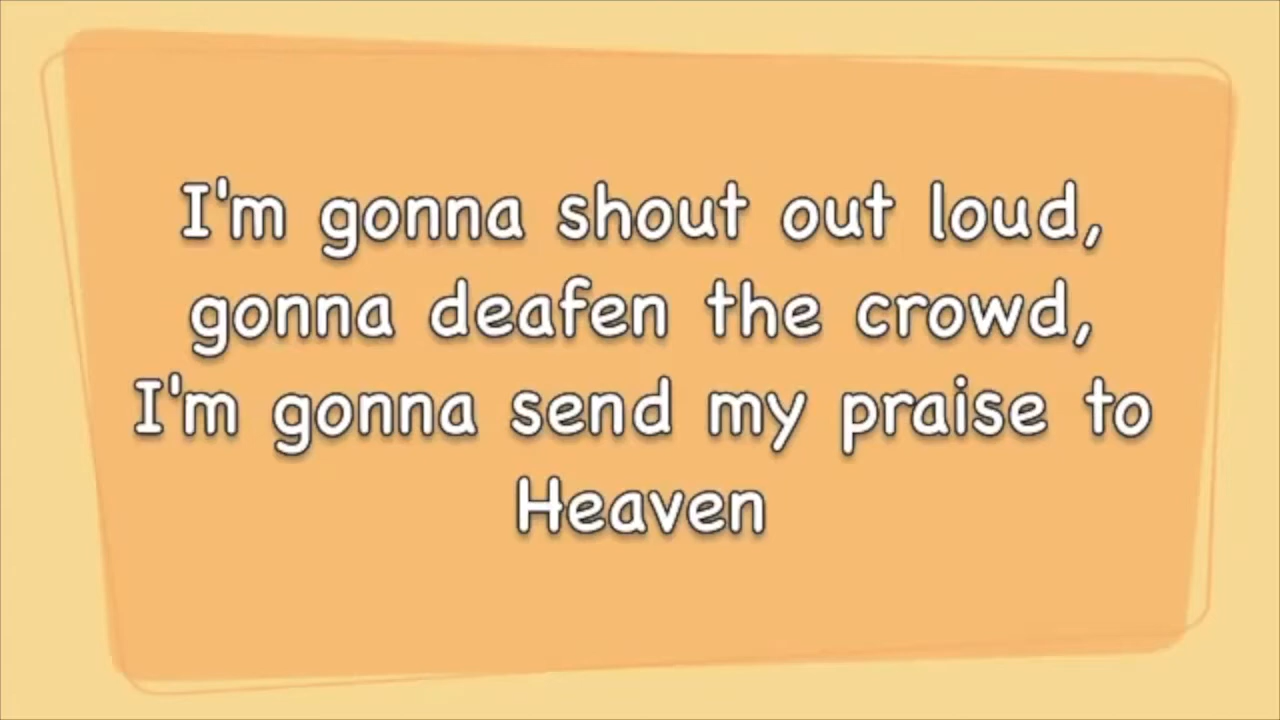 I'm gonna shout out loud,
gonna deafen the crowd,
I'm gonna send my praise to
Heaven